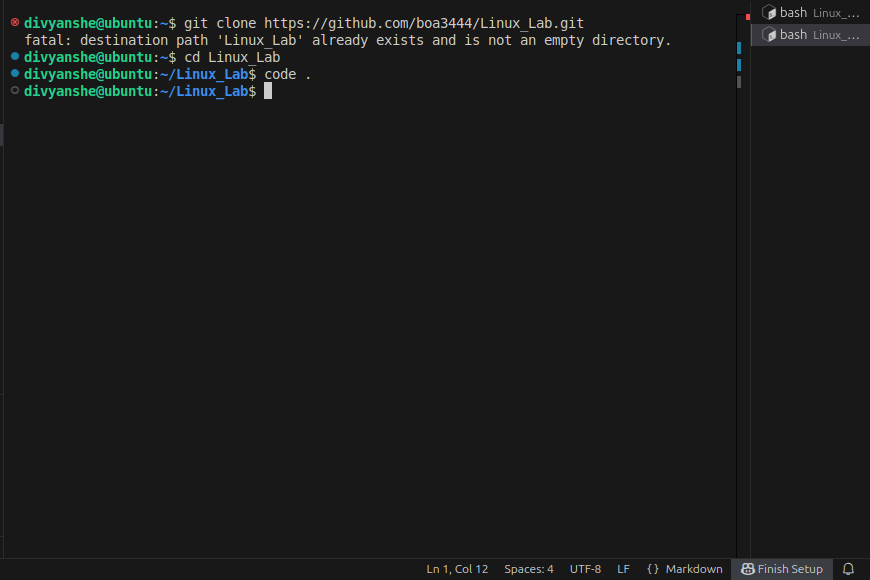 divyanshe@ubuntu:~$ git clone https://github.com/boa3444/Linux_Lab.git
fatal: destination path 'Linux_Lab' already exists and is not an empty directory.
divyanshe@ubuntu:~$ cd Linux_Lab
divyanshe@ubuntu:~/Linux_Lab$ code .
divyanshe@ubuntu:~/Linux_Lab$
bash Linux_...
bash Linux_...
Ln 1, Col 12 Spaces: 4 UTF-8 LF {} Markdown Finish Setup